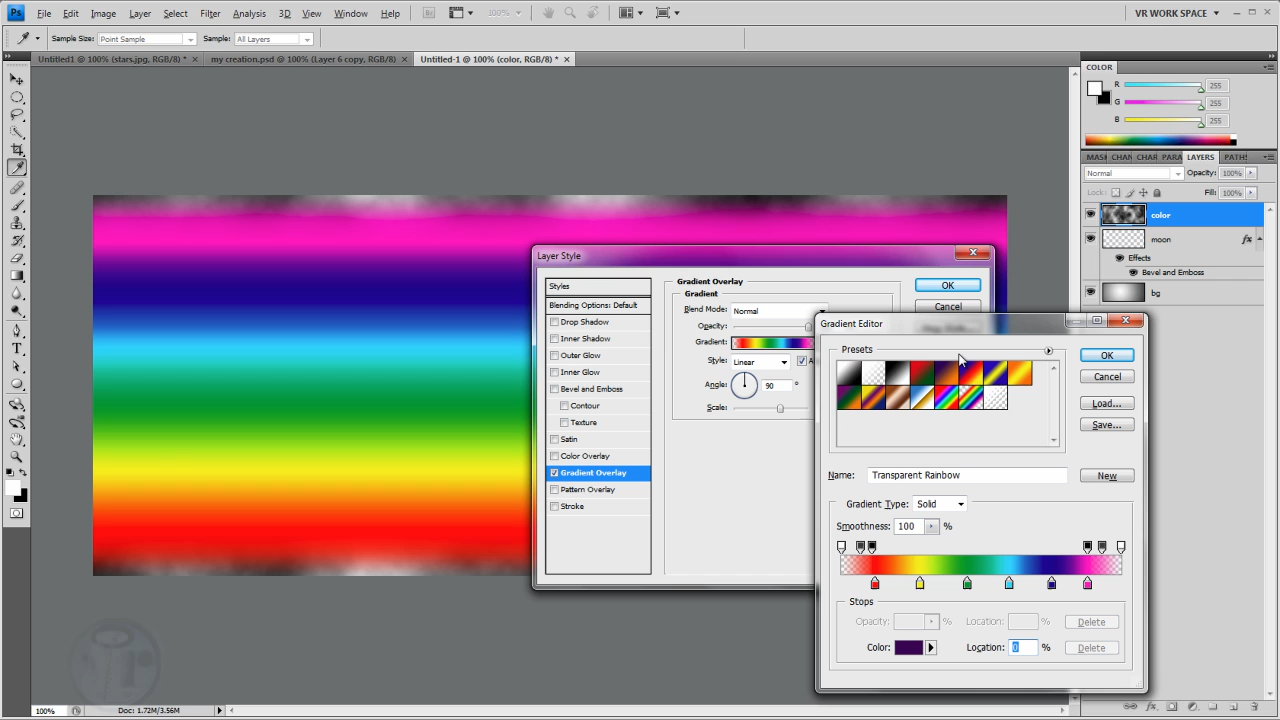 Ps File Edit Image Layer Select Filter Analysis 3D View Window Help Br 100% VR WORK SPACE
Sample Size: Point Sample Sample: All Layers
Untitled1 @ 100% (stars.jpg, RGB/8) * × my creation.psd @ 100% (Layer 6 copy, RGB/8) × Untitled-1 @ 100% (color, RGB/8) * ×
COLOR
R 255
G 255
B 255
CHAN CHAR PARA LAYERS PATHS
Normal Opacity: 100%
Lock: Fill: 100%
color
moon fx
Effects
Bevel and Emboss
bg
Layer Style
Styles
Blending Options: Default
Drop Shadow
Inner Shadow
Outer Glow
Inner Glow
Bevel and Emboss
Contour
Texture
Satin
Color Overlay
Gradient Overlay
Pattern Overlay
Stroke
Gradient Overlay
Gradient
Blend Mode: Normal
Opacity:
Gradient:
Style: Linear
Angle: 90 °
Scale:
OK
Cancel
Gradient Editor
Presets
OK
Cancel
Load...
Save...
Name: Transparent Rainbow
New
Gradient Type: Solid
Smoothness: 100 %
Stops
Opacity: % Location: % Delete
Color: Location: 0 % Delete
100% Doc: 1.72M/3.56M